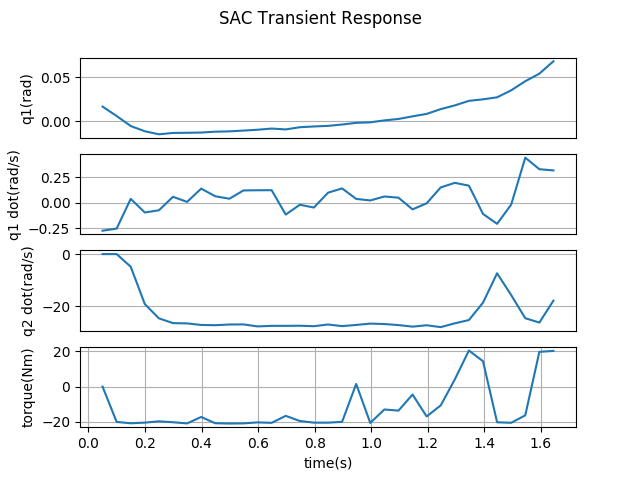 SAC Transient Response
q1(rad)
0.05
0.00
q1 dot(rad/s)
0.25
0.00
−0.25
q2 dot(rad/s)
0
−20
torque(Nm)
20
0
−20
0.0 0.2 0.4 0.6 0.8 1.0 1.2 1.4 1.6
time(s)